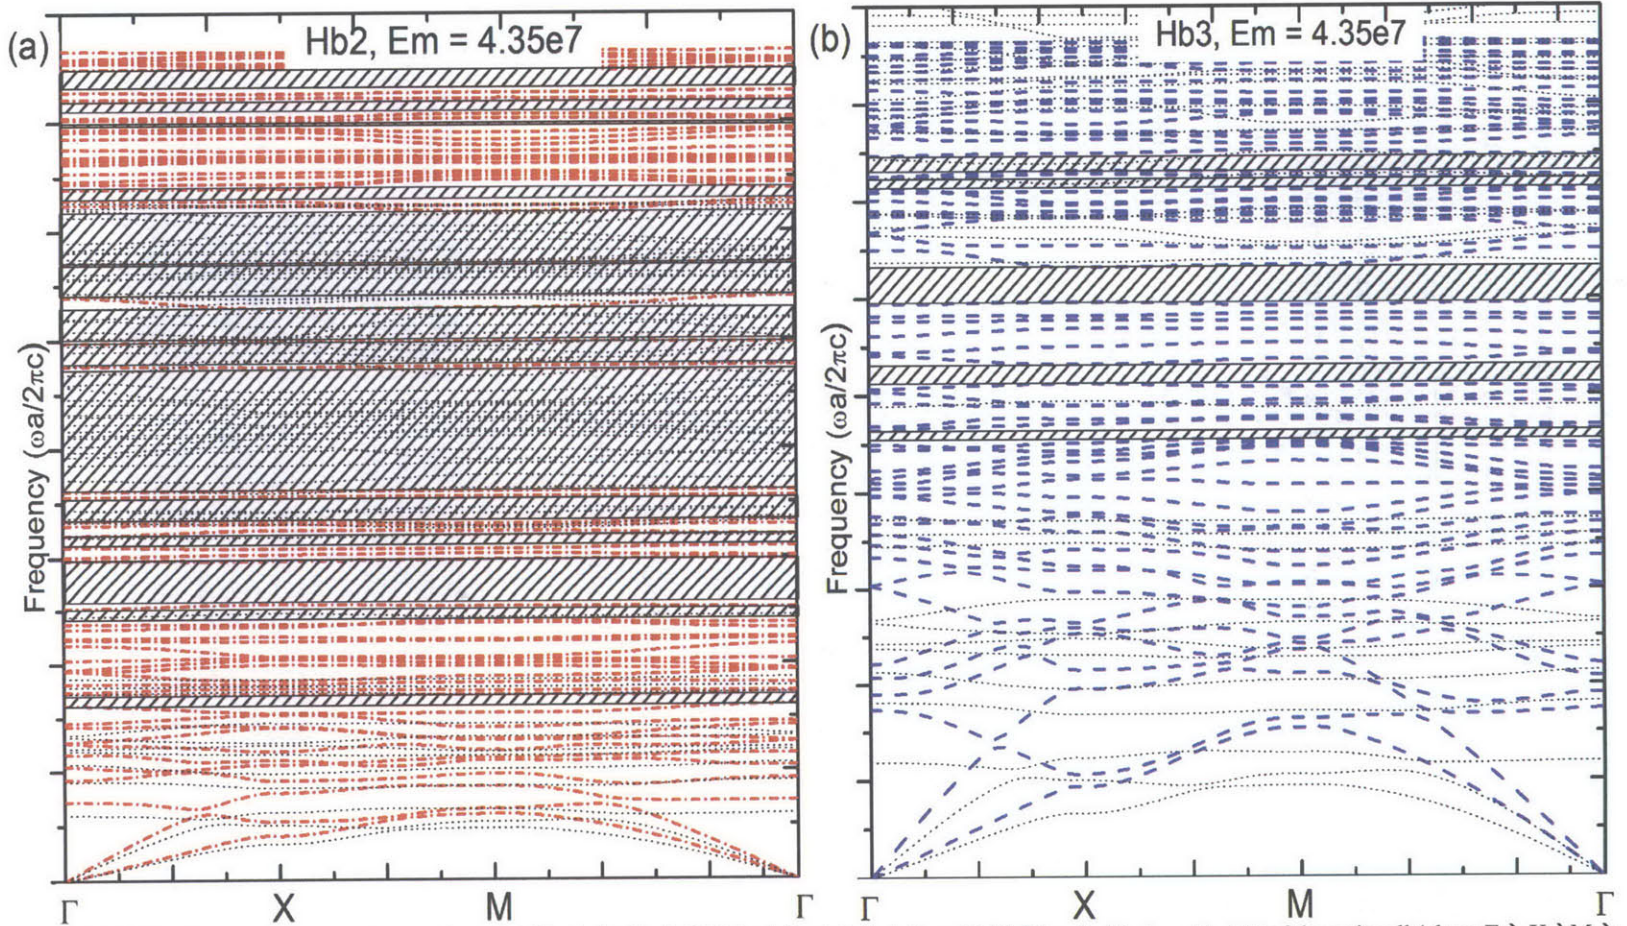 (a)
Hb2, Em = 4.35e7
Frequency (ωa/2πc)
Γ X M Γ
(b)
Hb3, Em = 4.35e7
Frequency (ωa/2πc)
Γ X M Γ